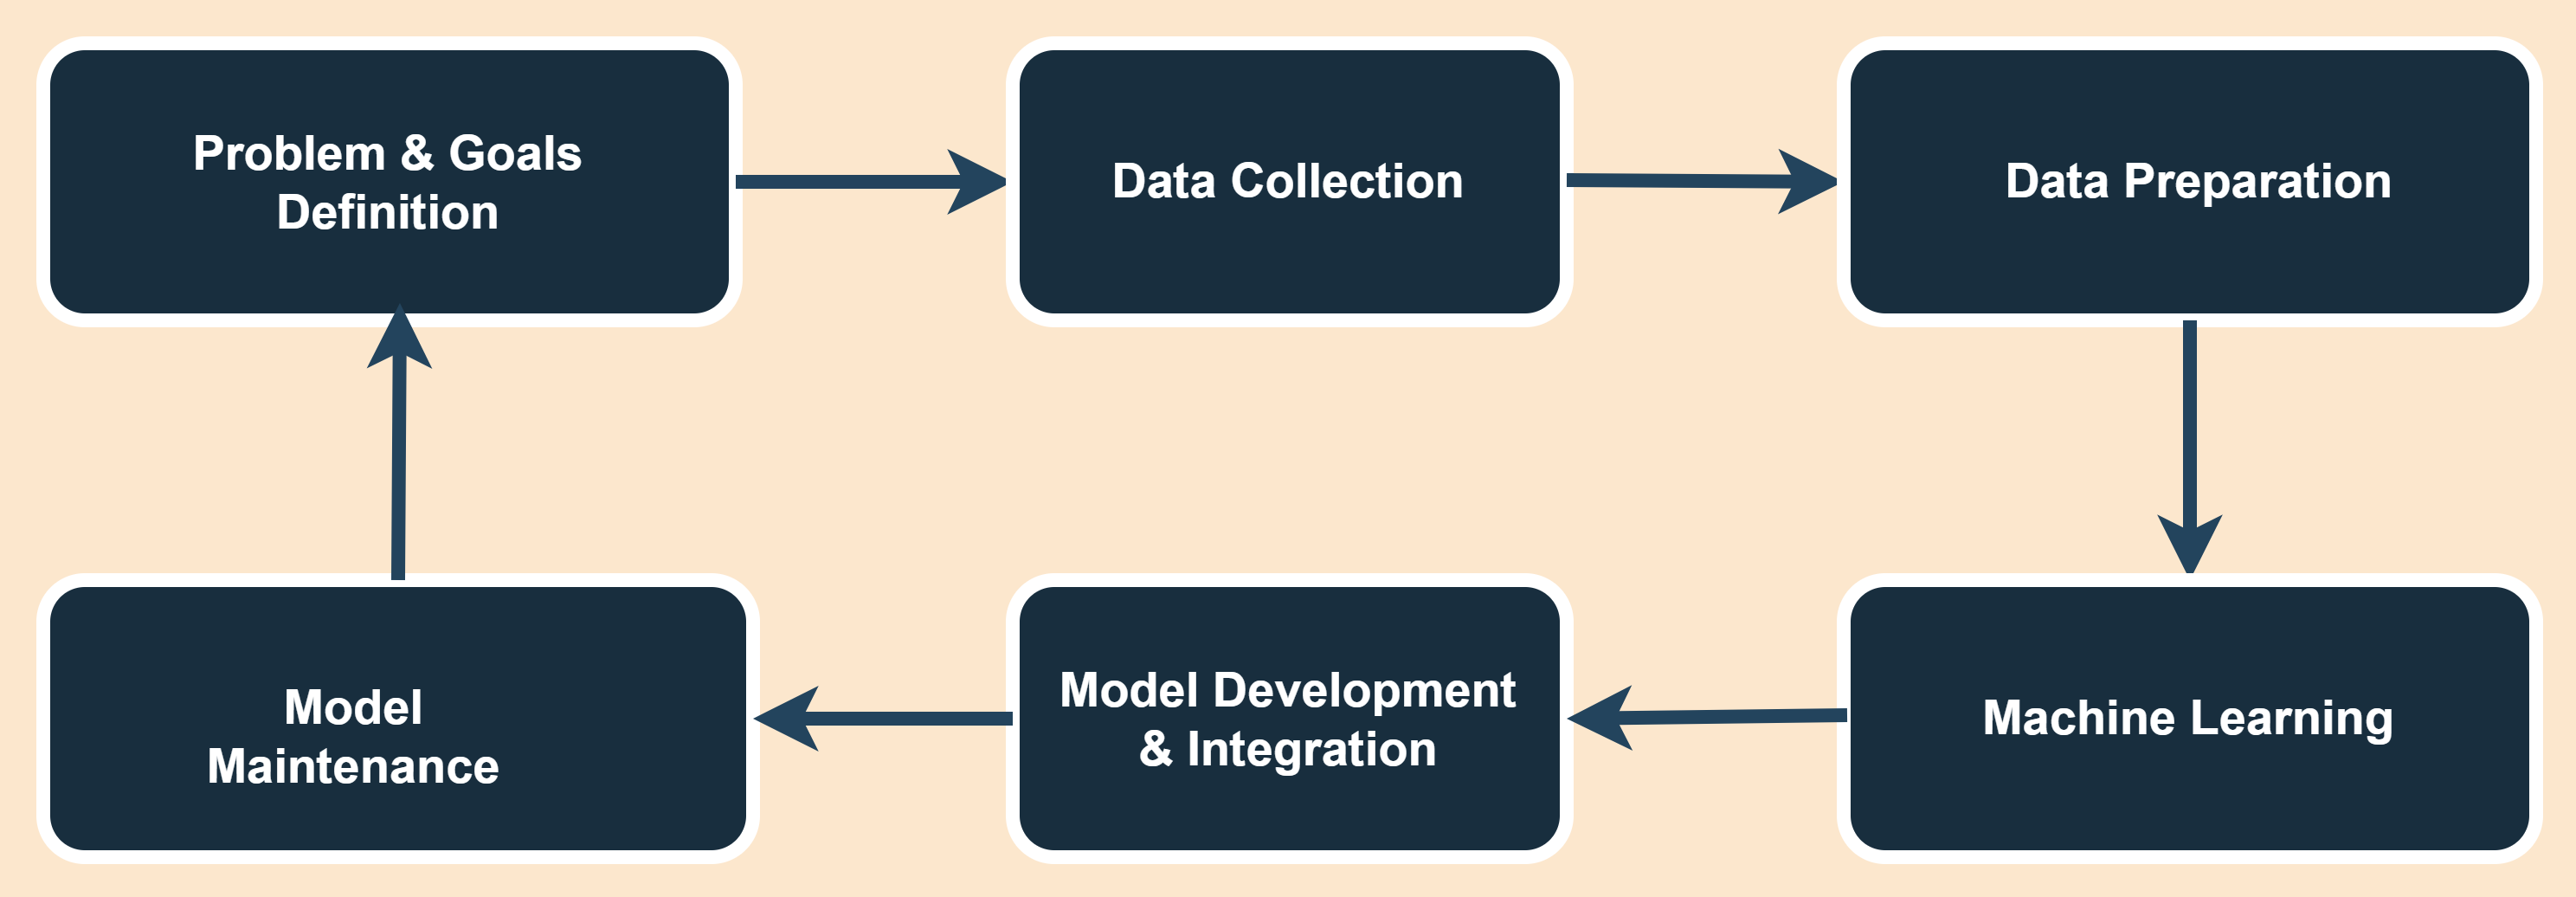 Problem & Goals
Definition
Data Collection
Data Preparation
Machine Learning
Model Development
& Integration
Model
Maintenance